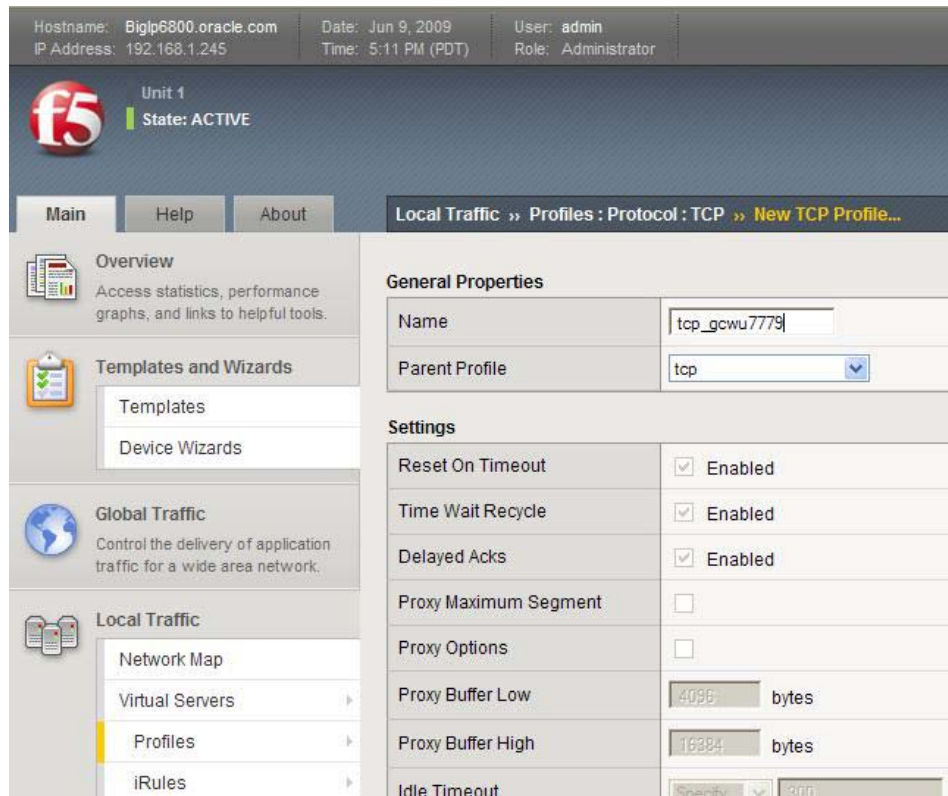 Hostname: BigIp6800.oracle.com Date: Jun 9, 2009 User: admin
IP Address: 192.168.1.245 Time: 5:11 PM (PDT) Role: Administrator
f5
Unit 1
State: ACTIVE
Main Help About
Local Traffic ›› Profiles : Protocol : TCP ›› New TCP Profile...
Overview
Access statistics, performance
graphs, and links to helpful tools.
Templates and Wizards
Templates
Device Wizards
Global Traffic
Control the delivery of application
traffic for a wide area network.
Local Traffic
Network Map
Virtual Servers
Profiles
iRules
General Properties
Name tcp_gcwu7779
Parent Profile tcp
Settings
Reset On Timeout Enabled
Time Wait Recycle Enabled
Delayed Acks Enabled
Proxy Maximum Segment
Proxy Options
Proxy Buffer Low 4096 bytes
Proxy Buffer High 16384 bytes
Idle Timeout Specify 300